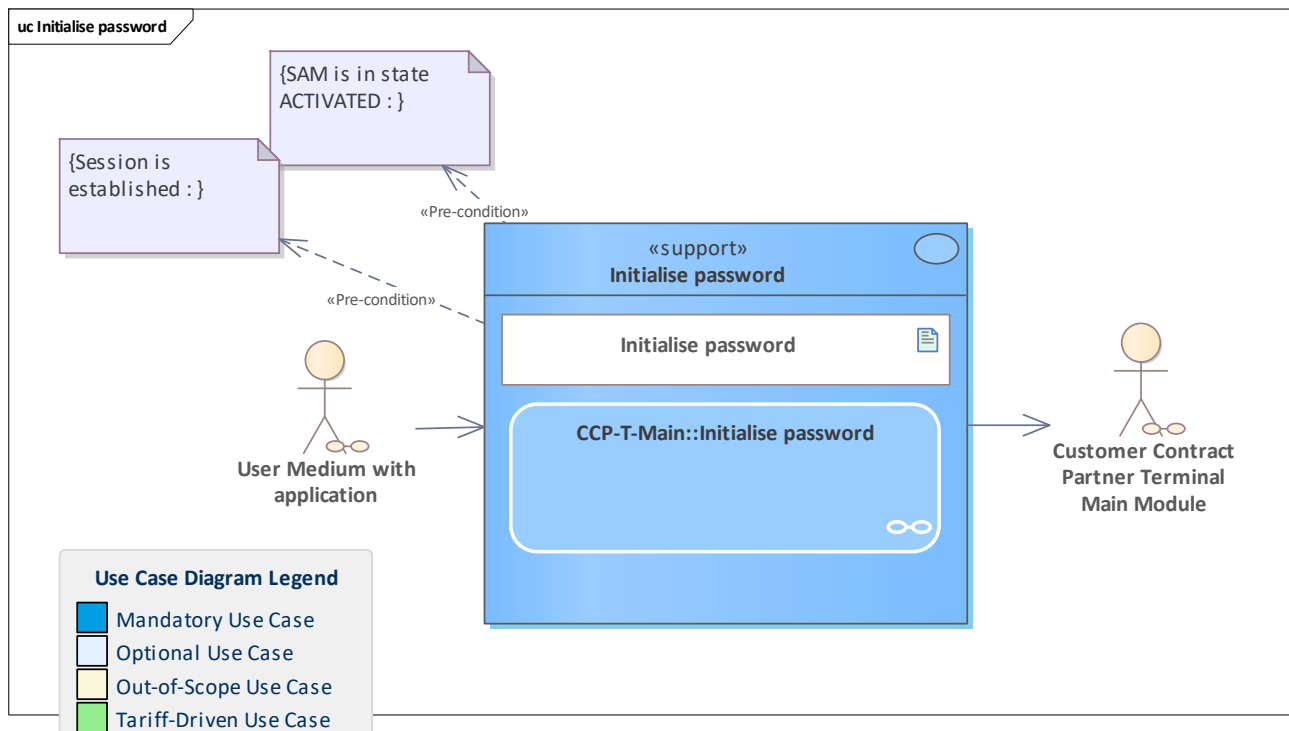 uc Initialise password
{SAM is in state
ACTIVATED : }
{Session is
established : }
«Pre-condition»
«Pre-condition»
«support»
Initialise password
Initialise password
CCP-T-Main::Initialise password
User Medium with
application
Customer Contract
Partner Terminal
Main Module
Use Case Diagram Legend
Mandatory Use Case
Optional Use Case
Out-of-Scope Use Case
Tariff-Driven Use Case